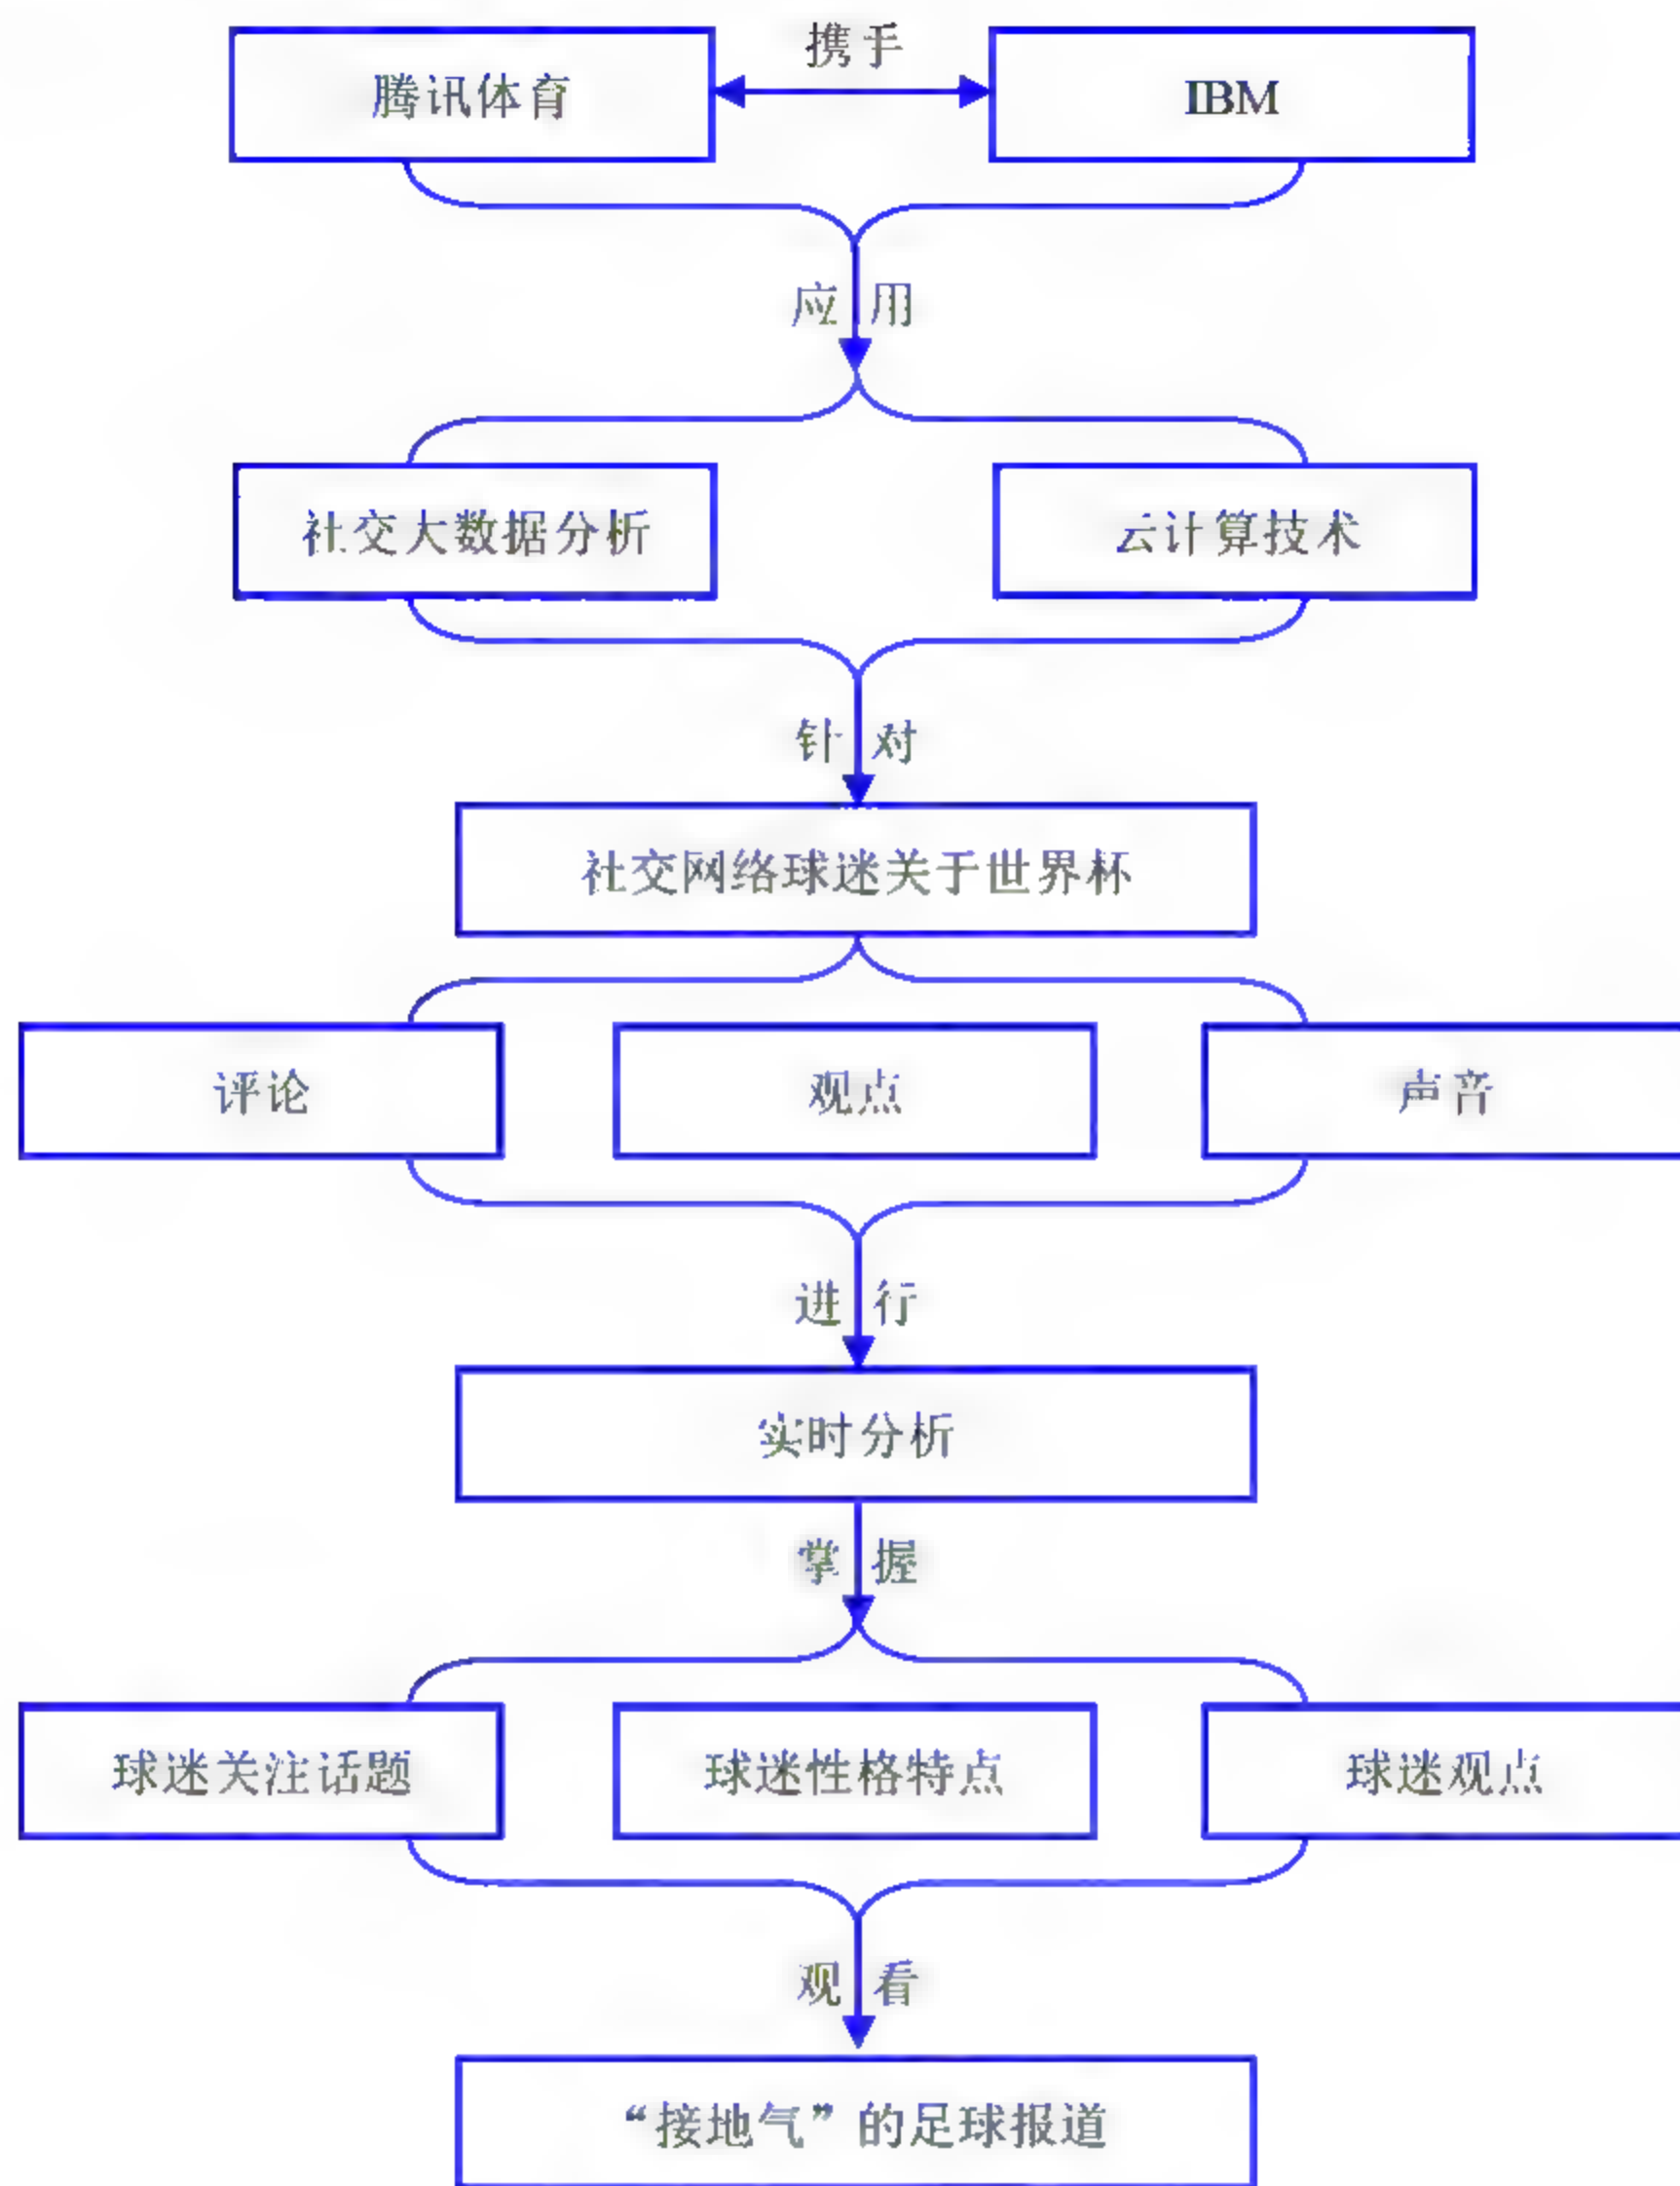 携手
腾讯体育
IBM
应用
社交大数据分析
云计算技术
针对
社交网络球迷关于世界杯
评论
观点
声音
进行
实时分析
掌握
球迷关注话题
球迷性格特点
球迷观点
观看
“接地气”的足球报道